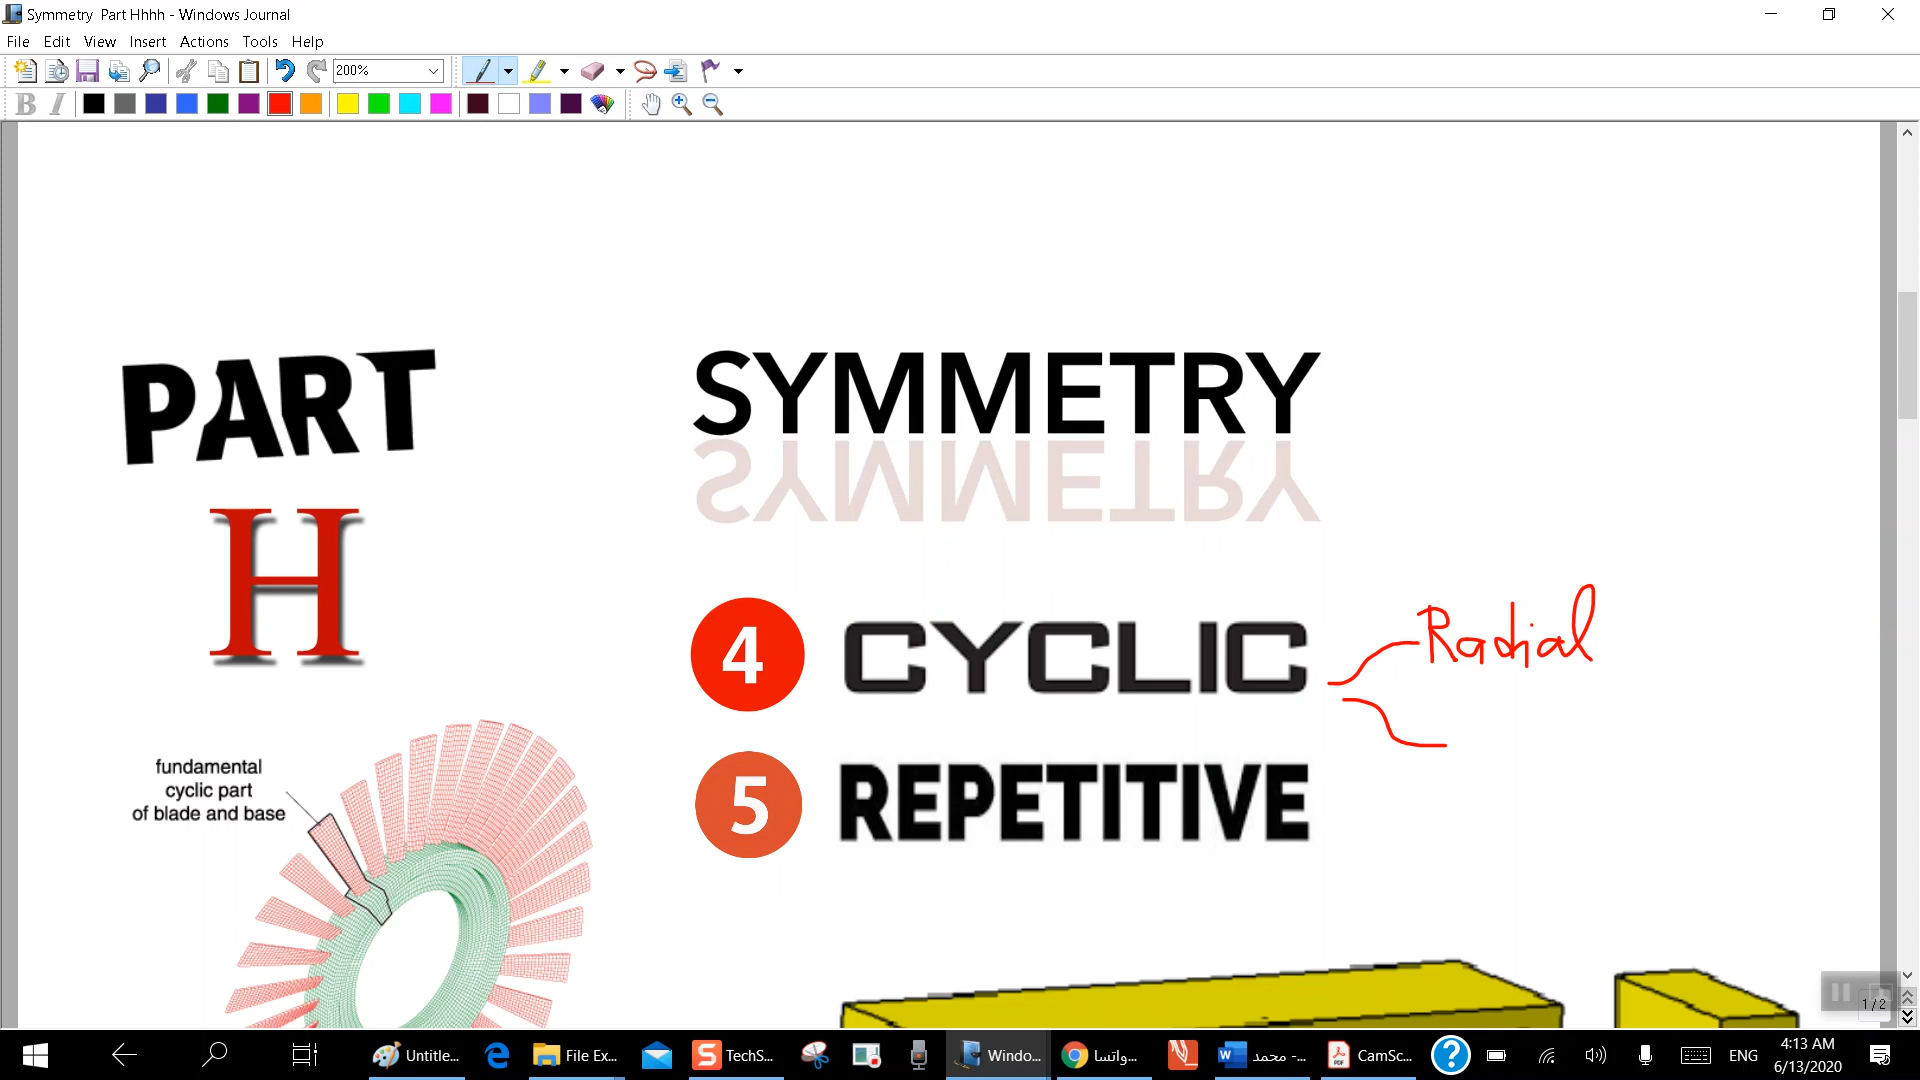 Symmetry Part Hhhh - Windows Journal
File Edit View Insert Actions Tools Help
200%
B I
PART
H
SYMMETRY
SYMMETRY
4 CYCLIC
Radial
5 REPETITIVE
fundamental
cyclic part
of blade and base
1 / 2
Untitle...
File Ex...
TechS...
Windo...
واتسا...
محمد -...
CamSc...
ENG
4:13 AM
6/13/2020